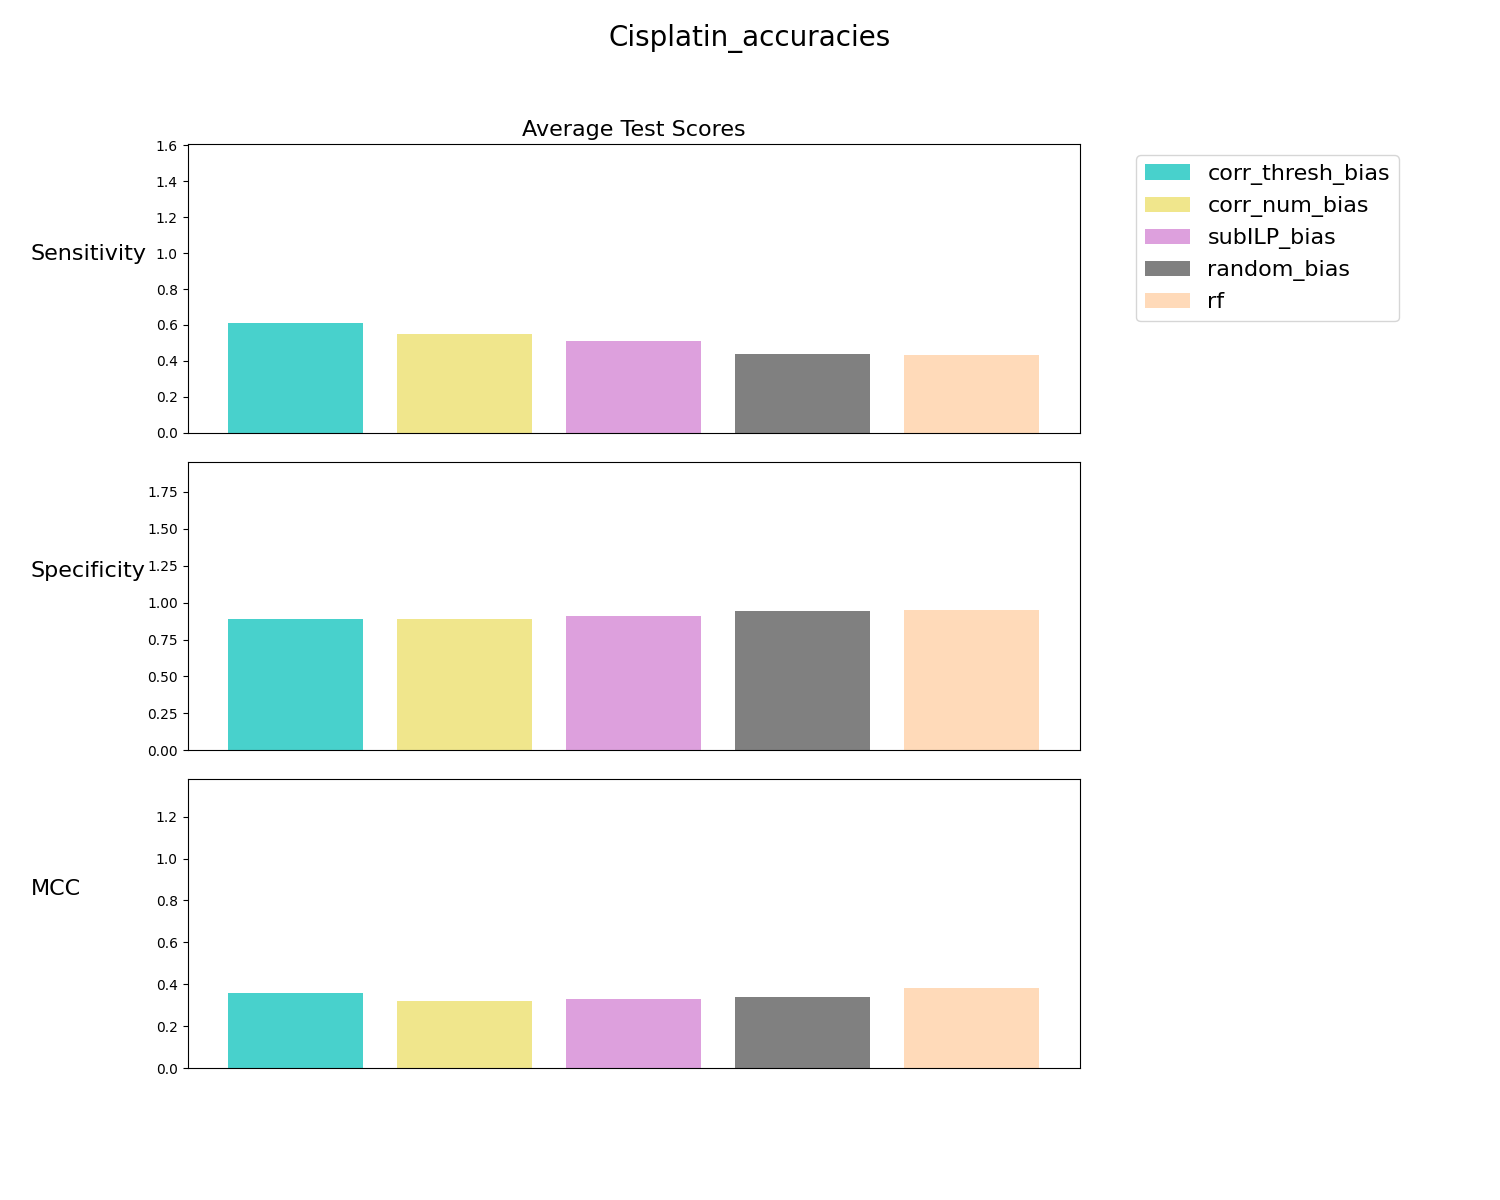 Cisplatin_accuracies
Average Test Scores
Sensitivity
1.6
1.4
1.2
1.0
0.8
0.6
0.4
0.2
0.0
corr_thresh_bias
corr_num_bias
subILP_bias
random_bias
rf
Specificity
1.75
1.50
1.25
1.00
0.75
0.50
0.25
0.00
MCC
1.2
1.0
0.8
0.6
0.4
0.2
0.0